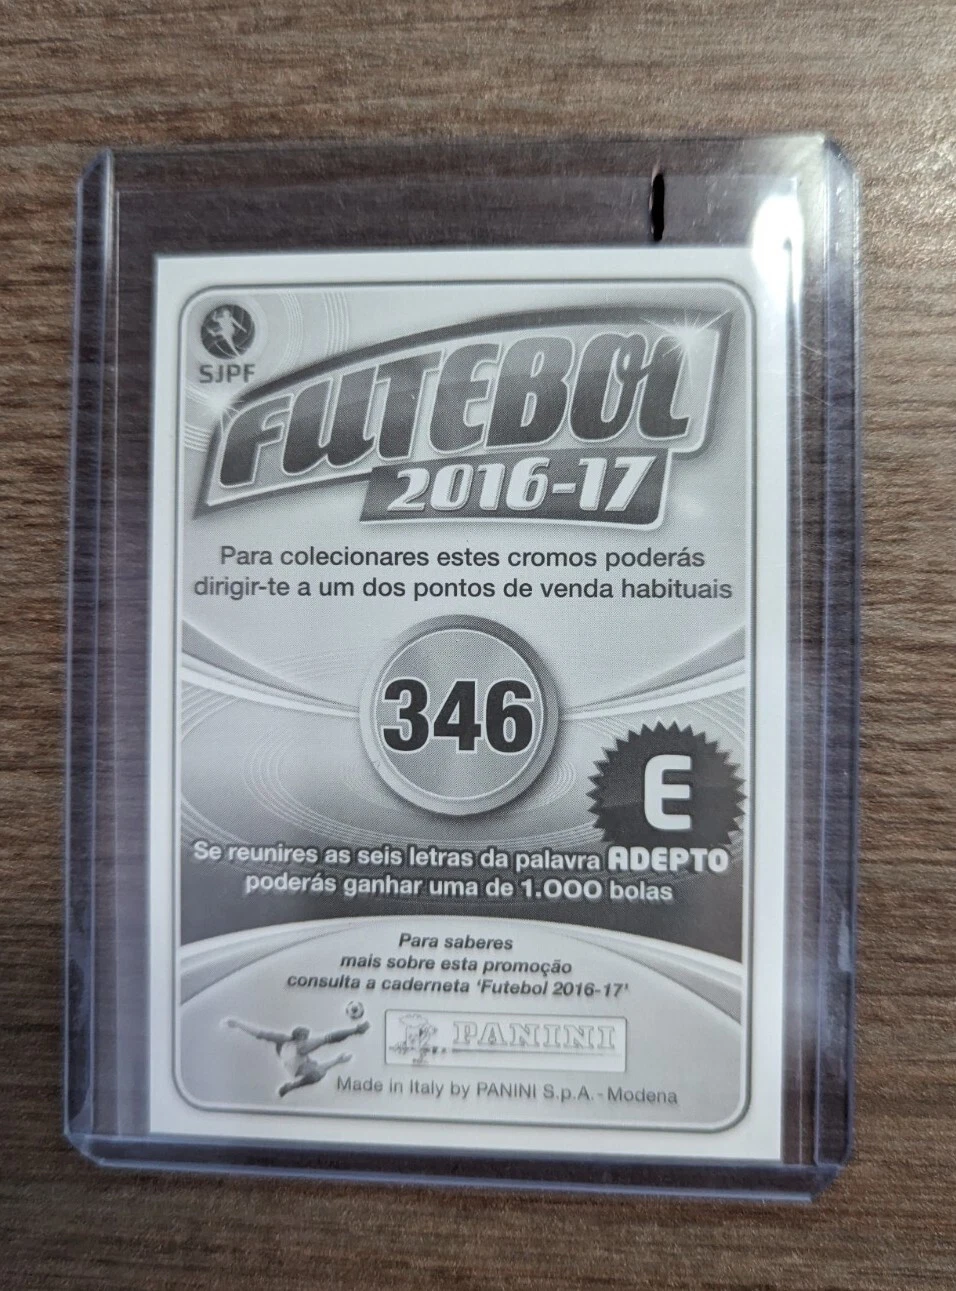 SJPF
FUTEBOL
2016-17
Para colecionares estes cromos poderás
dirigir-te a um dos pontos de venda habituais
346
E
Se reunires as seis letras da palavra ADEPTO
poderás ganhar uma de 1.000 bolas
Para saberes
mais sobre esta promoção
consulta a caderneta 'Futebol 2016-17'
PANINI
Made in Italy by PANINI S.p.A. - Modena